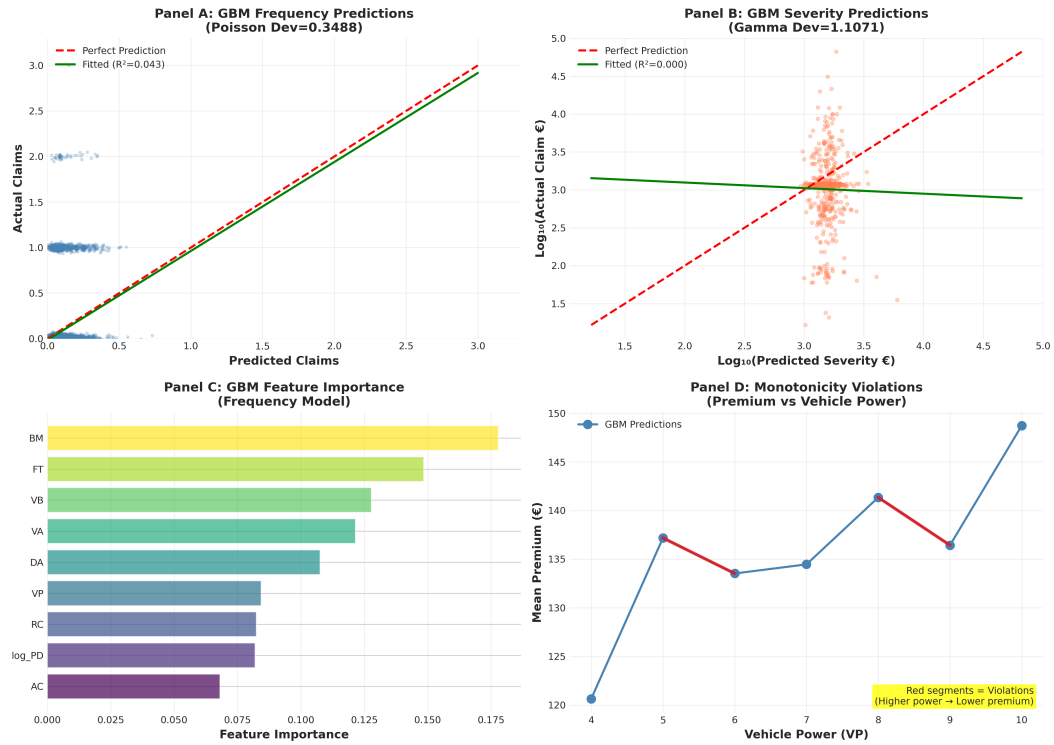 Panel A: GBM Frequency Predictions
(Poisson Dev=0.3488)
Perfect Prediction
Fitted (R²=0.043)
Actual Claims
3.0
2.5
2.0
1.5
1.0
0.5
0.0
0.0 0.5 1.0 1.5 2.0 2.5 3.0
Predicted Claims
Panel B: GBM Severity Predictions
(Gamma Dev=1.1071)
Perfect Prediction
Fitted (R²=0.000)
Log₁₀(Actual Claim €)
5.0
4.5
4.0
3.5
3.0
2.5
2.0
1.5
1.5 2.0 2.5 3.0 3.5 4.0 4.5 5.0
Log₁₀(Predicted Severity €)
Panel C: GBM Feature Importance
(Frequency Model)
BM
FT
VB
VA
DA
VP
RC
log_PD
AC
0.000 0.025 0.050 0.075 0.100 0.125 0.150 0.175
Feature Importance
Panel D: Monotonicity Violations
(Premium vs Vehicle Power)
GBM Predictions
Mean Premium (€)
150
145
140
135
130
125
120
Red segments = Violations
(Higher power → Lower premium)
4 5 6 7 8 9 10
Vehicle Power (VP)